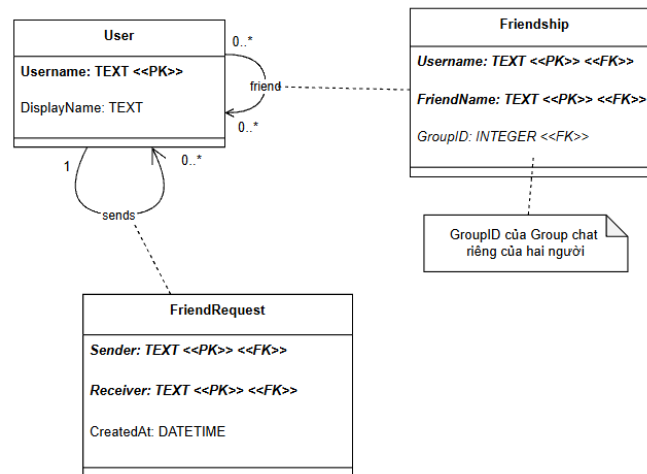 User
Username: TEXT <<PK>>
DisplayName: TEXT
0..*
friend
0..*
1
0..*
sends
Friendship
Username: TEXT <<PK>> <<FK>>
FriendName: TEXT <<PK>> <<FK>>
GroupID: INTEGER <<FK>>
GroupID của Group chat
riêng của hai người
FriendRequest
Sender: TEXT <<PK>> <<FK>>
Receiver: TEXT <<PK>> <<FK>>
CreatedAt: DATETIME